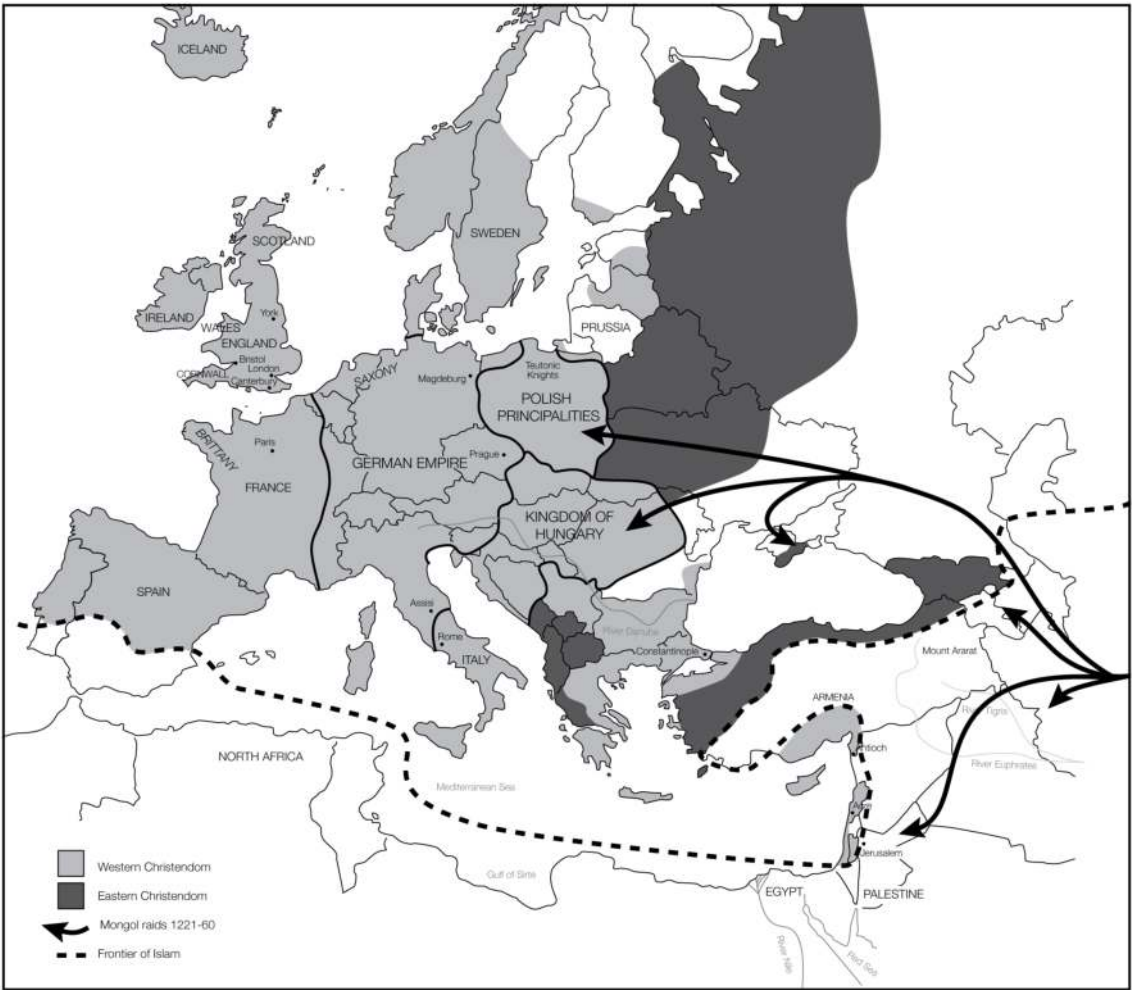 ICELAND
SCOTLAND
SWEDEN
IRELAND
York
WALES
ENGLAND
PRUSSIA
Bristol
London
CORNWALL
Canterbury
SAXONY
Magdeburg
Teutonic
Knights
POLISH
PRINCIPALITIES
BRITTANY
Paris
Prague
GERMAN EMPIRE
FRANCE
KINGDOM OF
HUNGARY
SPAIN
Assisi
River Danube
Rome
Constantinople
ITALY
Mount Ararat
ARMENIA
River Tigris
Antioch
NORTH AFRICA
River Euphrates
Mediterranean Sea
Acre
Jerusalem
Western Christendom
Gulf of Sirte
Eastern Christendom
EGYPT
PALESTINE
Mongol raids 1221-60
Frontier of Islam
River Nile
Red Sea